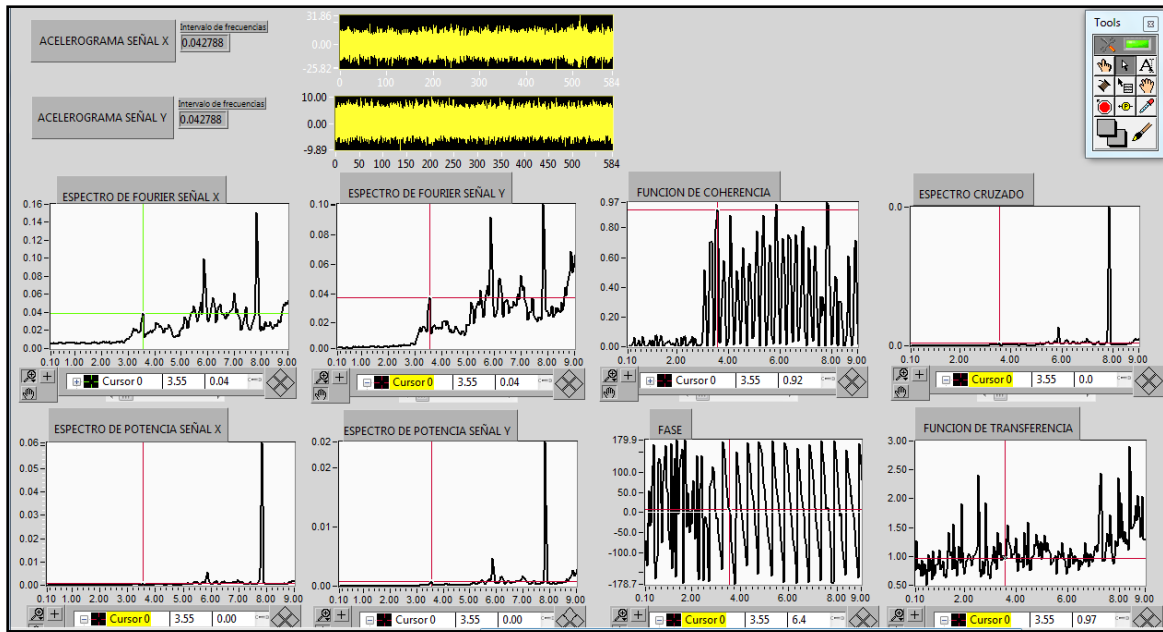 ACELEROGRAMA SEÑAL X
Intervalo de frecuencias
0.042788
31.86
0.00
-25.82
0 100 200 300 400 500 584
Tools
ACELEROGRAMA SEÑAL Y
Intervalo de frecuencias
0.042788
10.00
0.00
-9.89
0 50 100 150 200 250 300 350 400 450 500 584
ESPECTRO DE FOURIER SEÑAL X
0.16
0.14
0.12
0.10
0.08
0.06
0.04
0.02
0.00
0.10 1.00 2.00 3.00 4.00 5.00 6.00 7.00 8.00 9.00
Cursor 0 3.55 0.04
ESPECTRO DE FOURIER SEÑAL Y
0.10
0.08
0.06
0.04
0.02
0.00
0.10 1.00 2.00 3.00 4.00 5.00 6.00 7.00 8.00 9.00
Cursor 0 3.55 0.04
FUNCION DE COHERENCIA
0.97
0.80
0.60
0.40
0.20
0.00
0.10 2.00 4.00 6.00 8.00 9.00
Cursor 0 3.55 0.92
ESPECTRO CRUZADO
0.0
0.0
0.10 2.00 4.00 6.00 8.00 9.00
Cursor 0 3.55 0.0
ESPECTRO DE POTENCIA SEÑAL X
0.06
0.05
0.04
0.03
0.02
0.01
0.00
0.10 1.00 2.00 3.00 4.00 5.00 6.00 7.00 8.00 9.00
Cursor 0 3.55 0.00
ESPECTRO DE POTENCIA SEÑAL Y
0.02
0.02
0.01
0.00
0.10 1.00 2.00 3.00 4.00 5.00 6.00 7.00 8.00 9.00
Cursor 0 3.55 0.00
FASE
179.9
100.0
50.0
0.0
-50.0
-100.0
-178.7
0.10 2.00 4.00 6.00 8.00 9.00
Cursor 0 3.55 6.4
FUNCION DE TRANSFERENCIA
3.00
2.50
2.00
1.50
1.00
0.50
0.10 2.00 4.00 6.00 8.00 9.00
Cursor 0 3.55 0.97